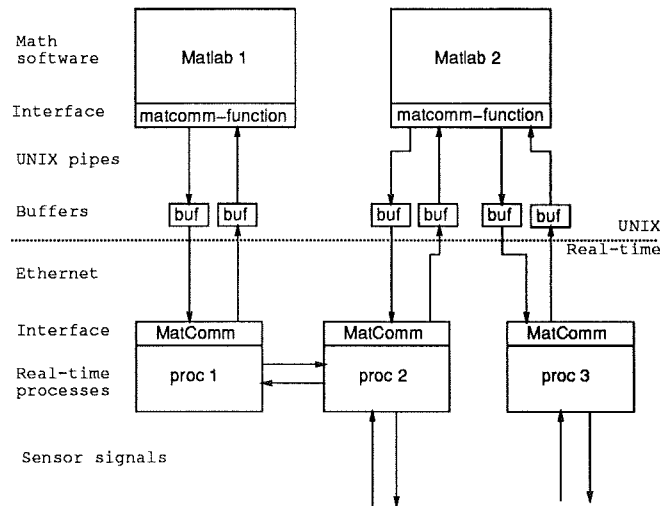 Math
software
Matlab 1
Matlab 2
Interface
matcomm-function
matcomm-function
UNIX pipes
Buffers
buf
buf
buf
buf
buf
buf
UNIX
Real-time
Ethernet
Interface
MatComm
MatComm
MatComm
Real-time
processes
proc 1
proc 2
proc 3
Sensor signals